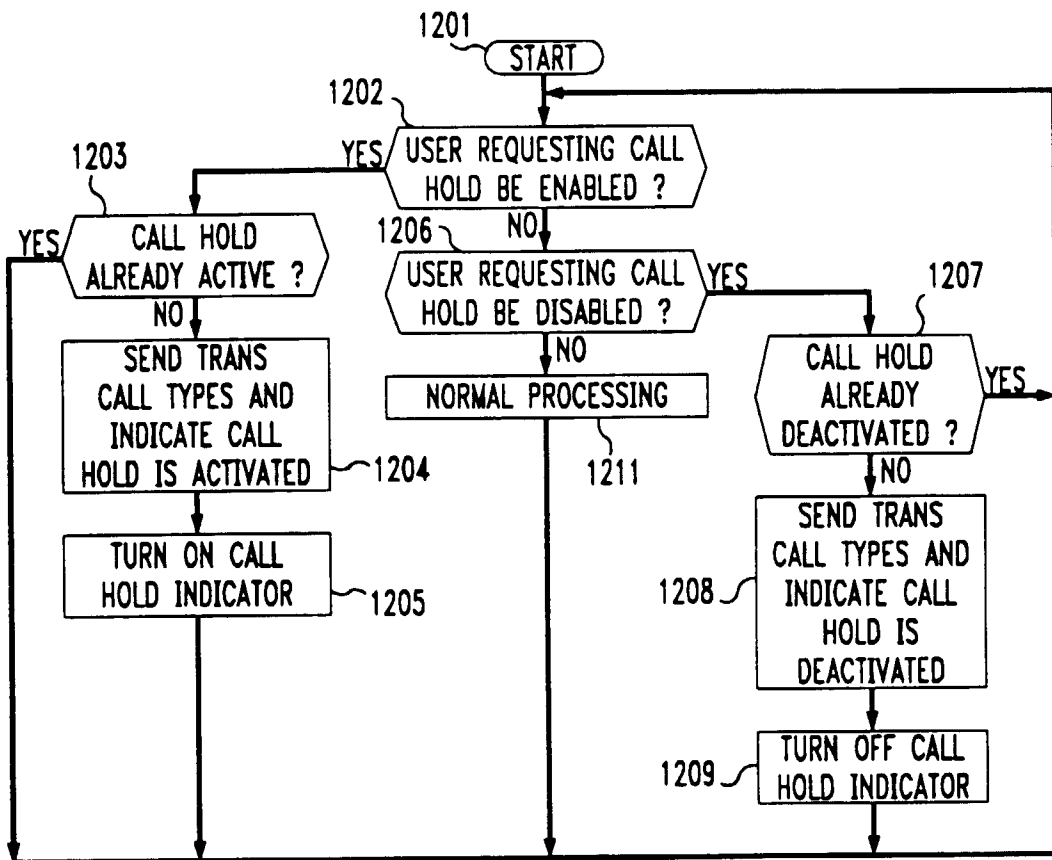 1201
START
1202
USER REQUESTING CALL
HOLD BE ENABLED ?
YES
NO
1203
CALL HOLD
ALREADY ACTIVE ?
YES
NO
SEND TRANS
CALL TYPES AND
INDICATE CALL
HOLD IS ACTIVATED
1204
TURN ON CALL
HOLD INDICATOR
1205
1206
USER REQUESTING CALL
HOLD BE DISABLED ?
YES
NO
NORMAL PROCESSING
1211
1207
CALL HOLD
ALREADY
DEACTIVATED ?
YES
NO
SEND TRANS
CALL TYPES AND
INDICATE CALL
HOLD IS
DEACTIVATED
1208
TURN OFF CALL
HOLD INDICATOR
1209